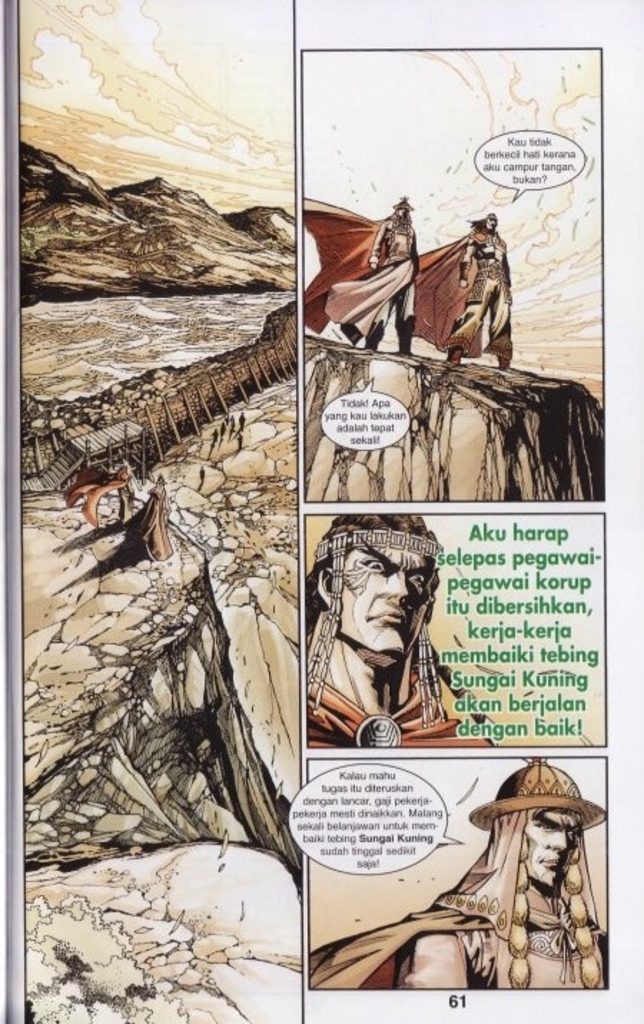 Kau tidak
berkecil hati kerana
aku campur tangan,
bukan?
Tidak! Apa
yang kau lakukan
adalah tepat
sekali!
Aku harap
selepas pegawai-
pegawai korup
itu dibersihkan,
kerja-kerja
membaiki tebing
Sungai Kuning
akan berjalan
dengan baik!
Kalau mahu
tugas itu diteruskan
dengan lancar, gaji pekerja-
pekerja mesti dinaikkan. Malang
sekali belanjawan untuk mem-
baiki tebing Sungai Kuning
sudah tinggal sedikit
saja!
61